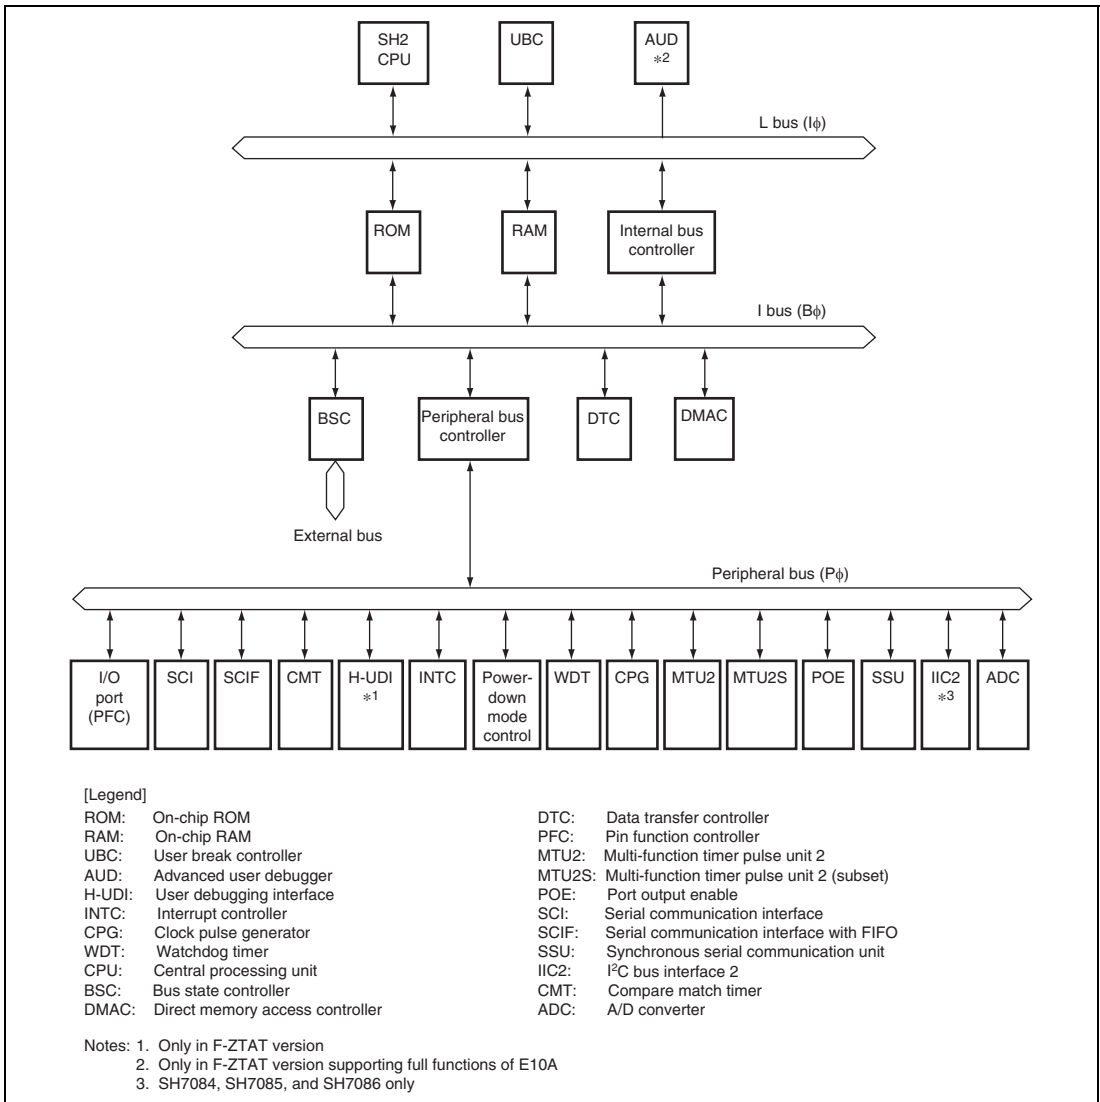 SH2
CPU
UBC
AUD
*2
L bus (Iϕ)
ROM
RAM
Internal bus
controller
I bus (Bϕ)
BSC
Peripheral bus
controller
DTC
DMAC
External bus
Peripheral bus (Pϕ)
I/O
port
(PFC)
SCI
SCIF
CMT
H-UDI
*1
INTC
Power-
down
mode
control
WDT
CPG
MTU2
MTU2S
POE
SSU
IIC2
*3
ADC
[Legend]
ROM: On-chip ROM
RAM: On-chip RAM
UBC: User break controller
AUD: Advanced user debugger
H-UDI: User debugging interface
INTC: Interrupt controller
CPG: Clock pulse generator
WDT: Watchdog timer
CPU: Central processing unit
BSC: Bus state controller
DMAC: Direct memory access controller
DTC: Data transfer controller
PFC: Pin function controller
MTU2: Multi-function timer pulse unit 2
MTU2S: Multi-function timer pulse unit 2 (subset)
POE: Port output enable
SCI: Serial communication interface
SCIF: Serial communication interface with FIFO
SSU: Synchronous serial communication unit
IIC2: I²C bus interface 2
CMT: Compare match timer
ADC: A/D converter
Notes: 1. Only in F-ZTAT version
2. Only in F-ZTAT version supporting full functions of E10A
3. SH7084, SH7085, and SH7086 only